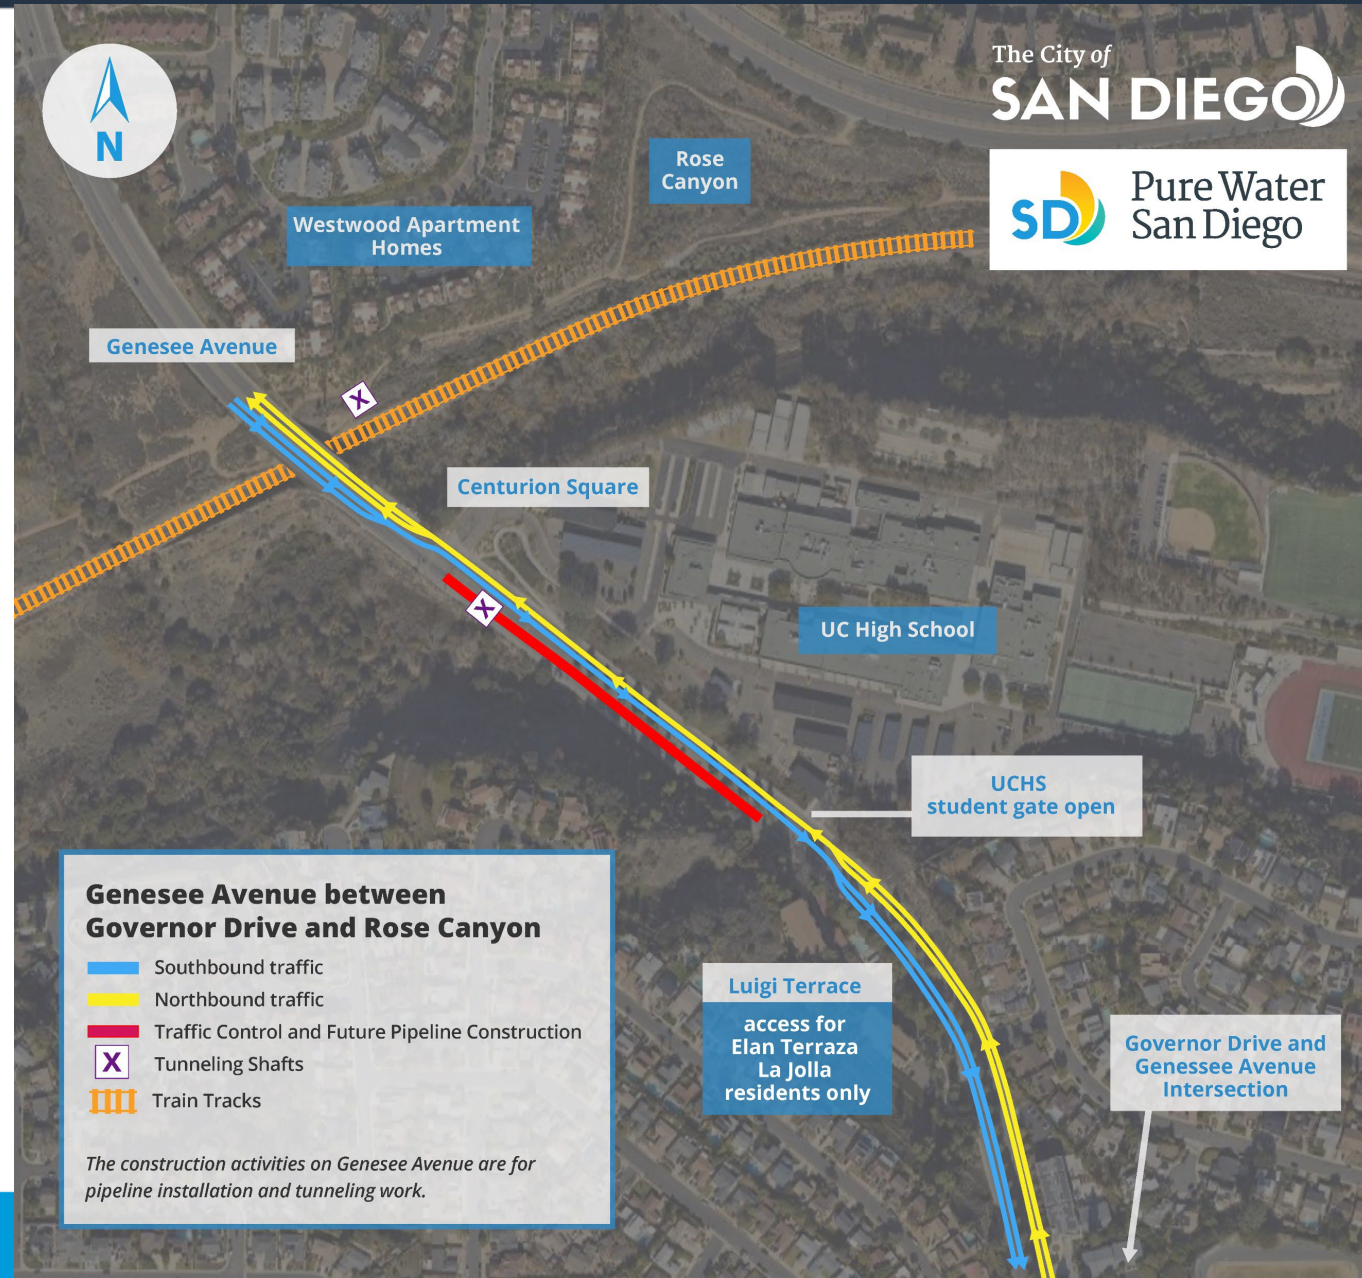 N
The City of
SAN DIEGO
SD
Pure Water
San Diego
Rose
Canyon
Westwood Apartment
Homes
Genesee Avenue
X
Centurion Square
X
UC High School
UCHS
student gate open
Luigi Terrace
access for
Elan Terraza
La Jolla
residents only
Governor Drive and
Genessee Avenue
Intersection
Genesee Avenue between
Governor Drive and Rose Canyon
Southbound traffic
Northbound traffic
Traffic Control and Future Pipeline Construction
X Tunneling Shafts
Train Tracks
The construction activities on Genesee Avenue are for
pipeline installation and tunneling work.